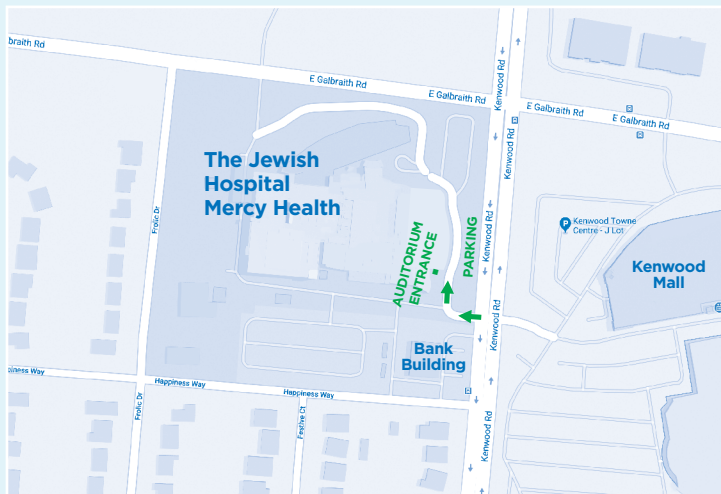 lbraith Rd
E Galbraith Rd
E Galbraith Rd
E Galbraith Rd
E Galbraith Rd
Kenwood Rd
Kenwood Rd
The Jewish
Hospital
Mercy Health
Frolic Dr
Kenwood Rd
AUDITORIUM
ENTRANCE
PARKING
P
Kenwood Towne
Centre - J Lot
Kenwood
Mall
Kenwood Rd
Bank
Building
piness Way
Happiness Way
Happiness Way
Frolic Dr
Festive Ct
Kenwood Rd